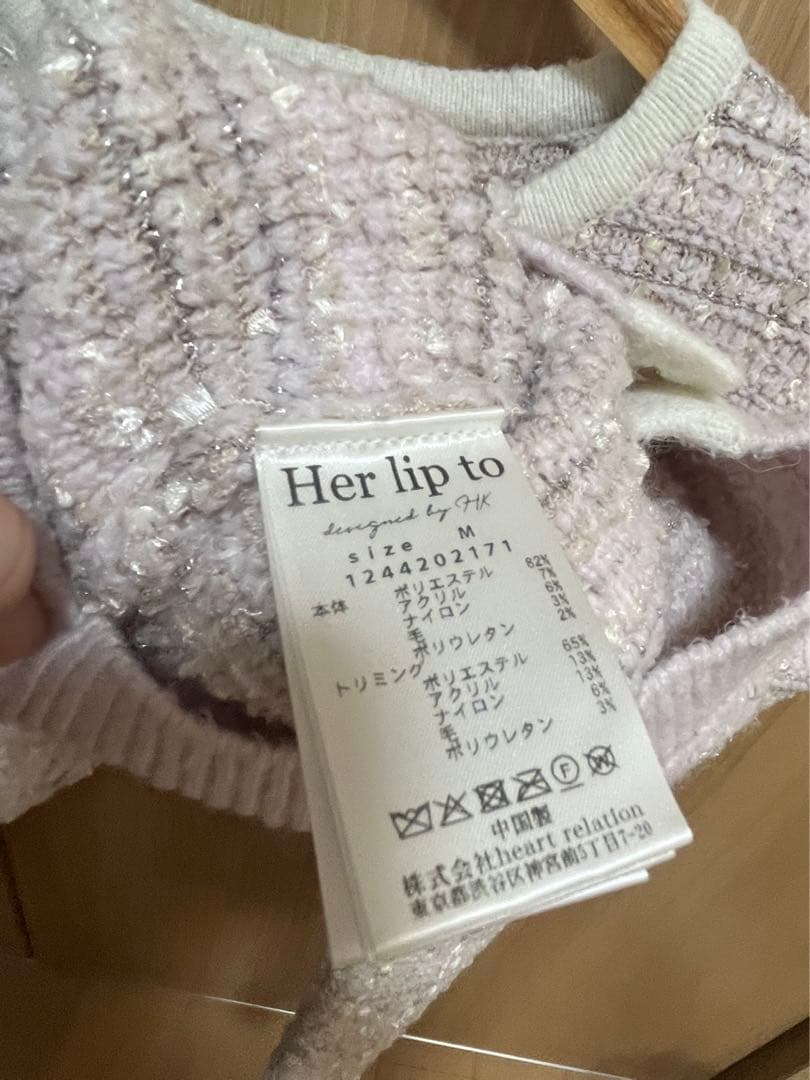 Her lip to
designed by HK
size M
1244202171
本体 ポリエステル 82%
アクリル 7%
ナイロン 6%
毛 3%
ポリウレタン 2%
トリミング ポリエステル 65%
アクリル 13%
ナイロン 13%
毛 6%
ポリウレタン 3%
F W
中国製
株式会社heart relation
東京都渋谷区神宮前5丁目7-20